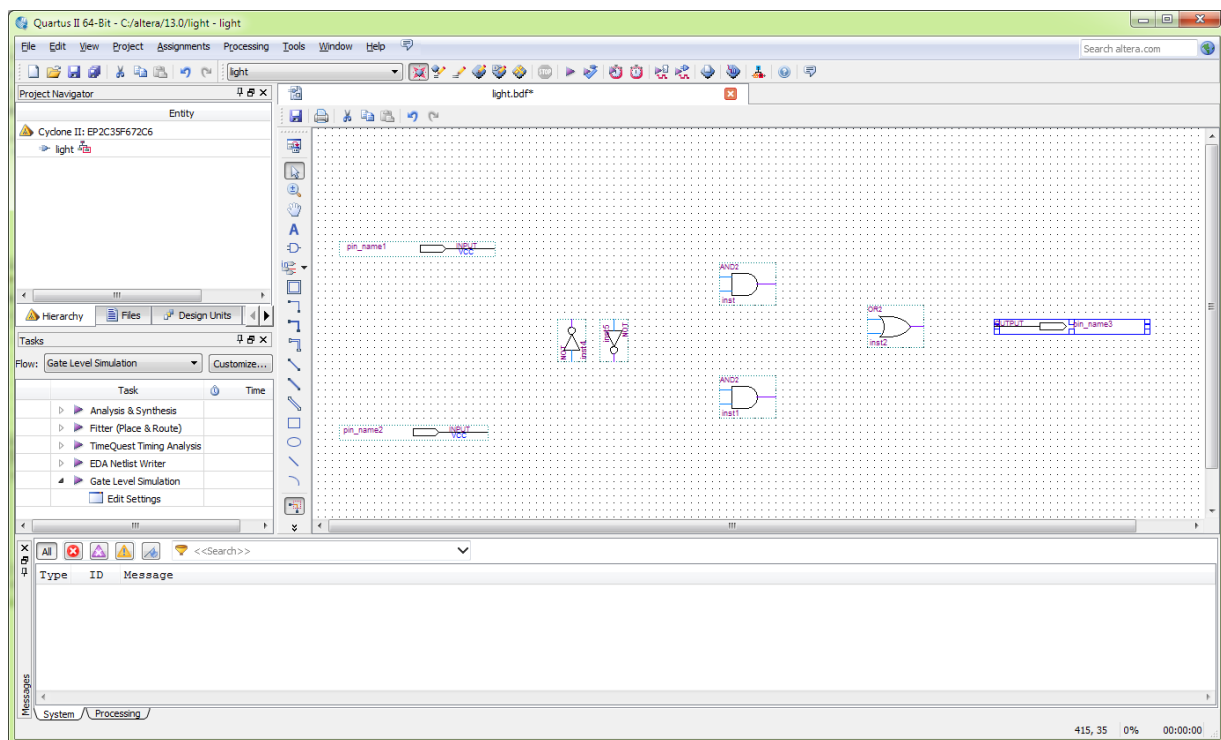 Quartus II 64-Bit - C:/altera/13.0/light - light
File Edit View Project Assignments Processing Tools Window Help
Search altera.com
light
Project Navigator
light.bdf*
Entity
Cyclone II: EP2C35F672C6
light
Hierarchy Files Design Units
Tasks
Flow: Gate Level Simulation Customize...
Task Time
Analysis & Synthesis
Fitter (Place & Route)
TimeQuest Timing Analysis
EDA Netlist Writer
Gate Level Simulation
Edit Settings
pin_name1 INPUT
VCC
AND2
inst
OR2
inst2
OUTPUT pin_name3
NOT
inst4
inst5
NOT
AND2
inst1
pin_name2 INPUT
VCC
All <<Search>>
Type ID Message
Messages
System Processing
415, 35 0% 00:00:00